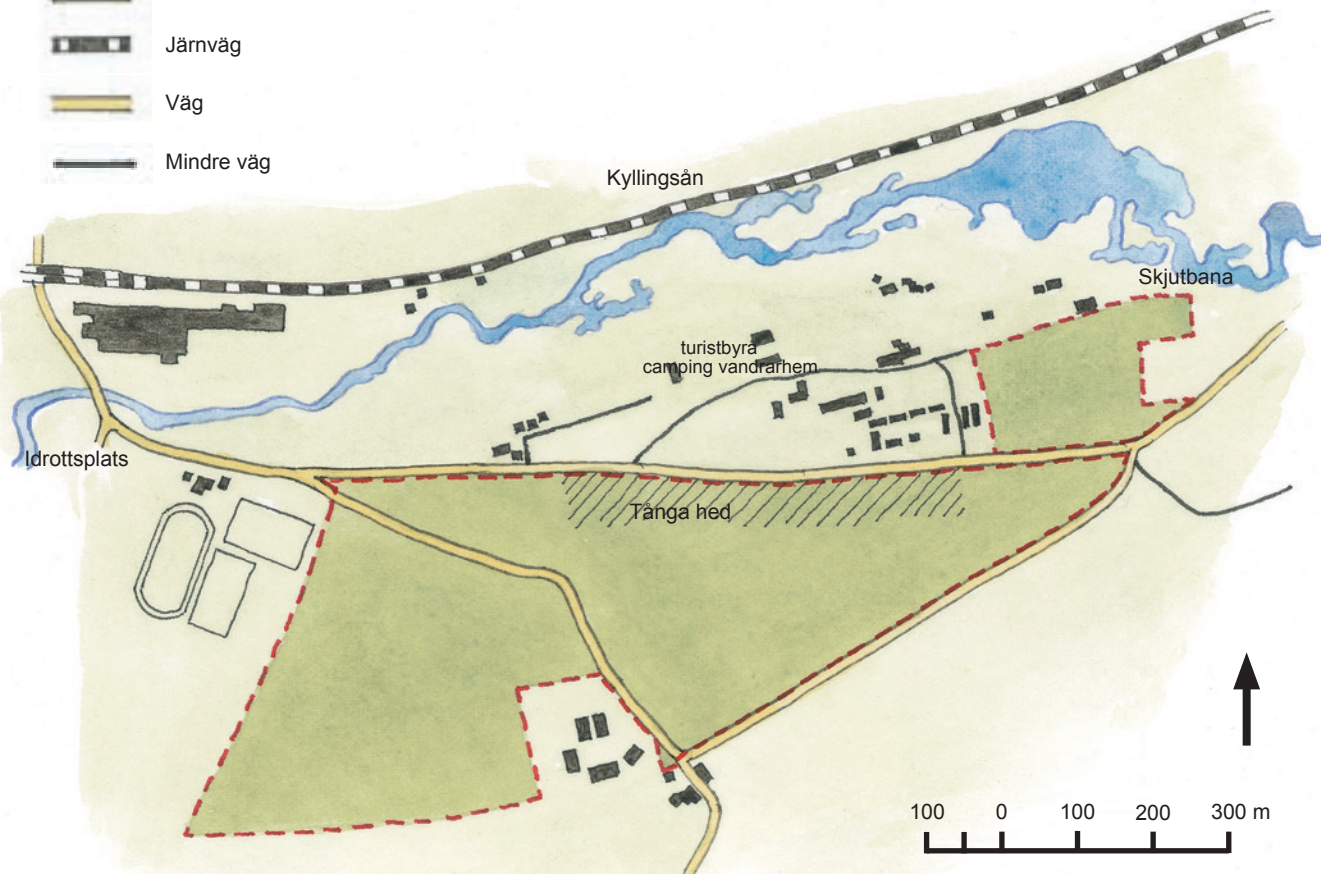 Järnväg
Väg
Mindre väg
Kyllingsån
Skjutbana
turistbyrå
camping vandrarhem
Idrottsplats
Tånga hed
100 0 100 200 300 m